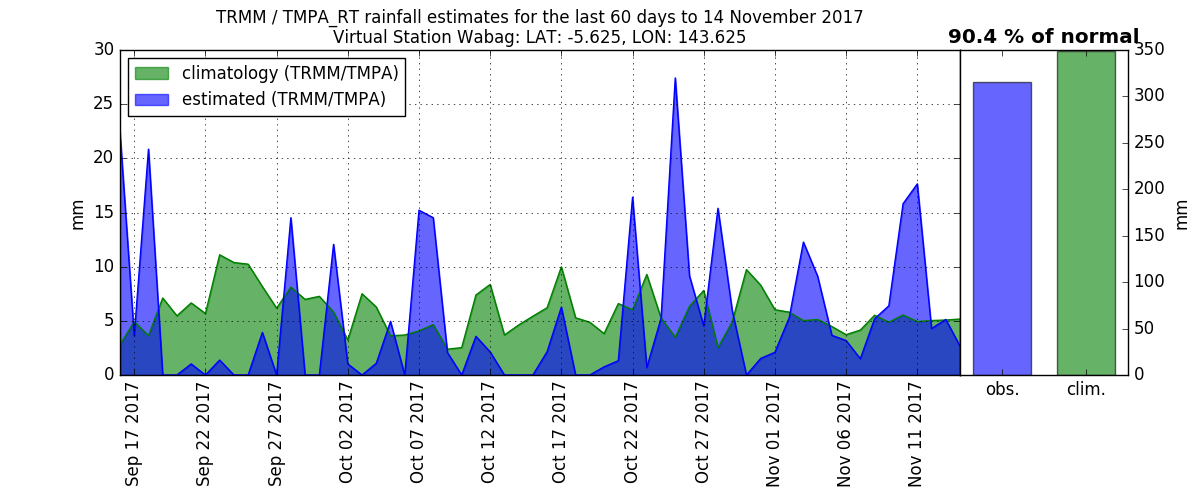 TRMM / TMPA_RT rainfall estimates for the last 60 days to 14 November 2017
Virtual Station Wabag: LAT: -5.625, LON: 143.625
90.4 % of normal
climatology (TRMM/TMPA)
estimated (TRMM/TMPA)
30
25
20
15
10
5
0
mm
Sep 17 2017
Sep 22 2017
Sep 27 2017
Oct 02 2017
Oct 07 2017
Oct 12 2017
Oct 17 2017
Oct 22 2017
Oct 27 2017
Nov 01 2017
Nov 06 2017
Nov 11 2017
obs.
clim.
350
300
250
200
150
100
50
0
mm